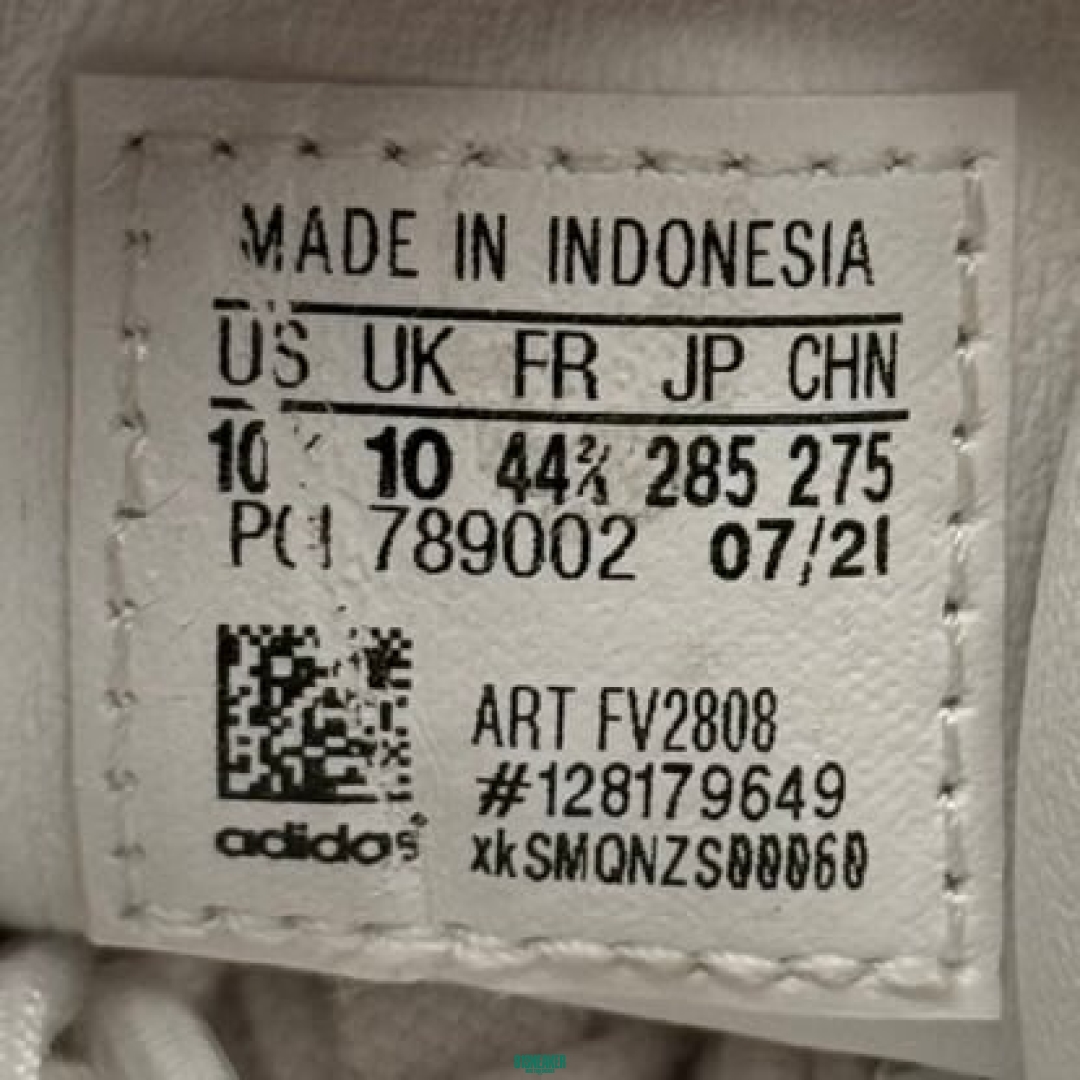 MADE IN INDONESIA
US UK FR JP CHN
10 10 44⅔ 285 275
789002 07/21
ART FV2808
#128179649
adidas
xkSMQNZS00060